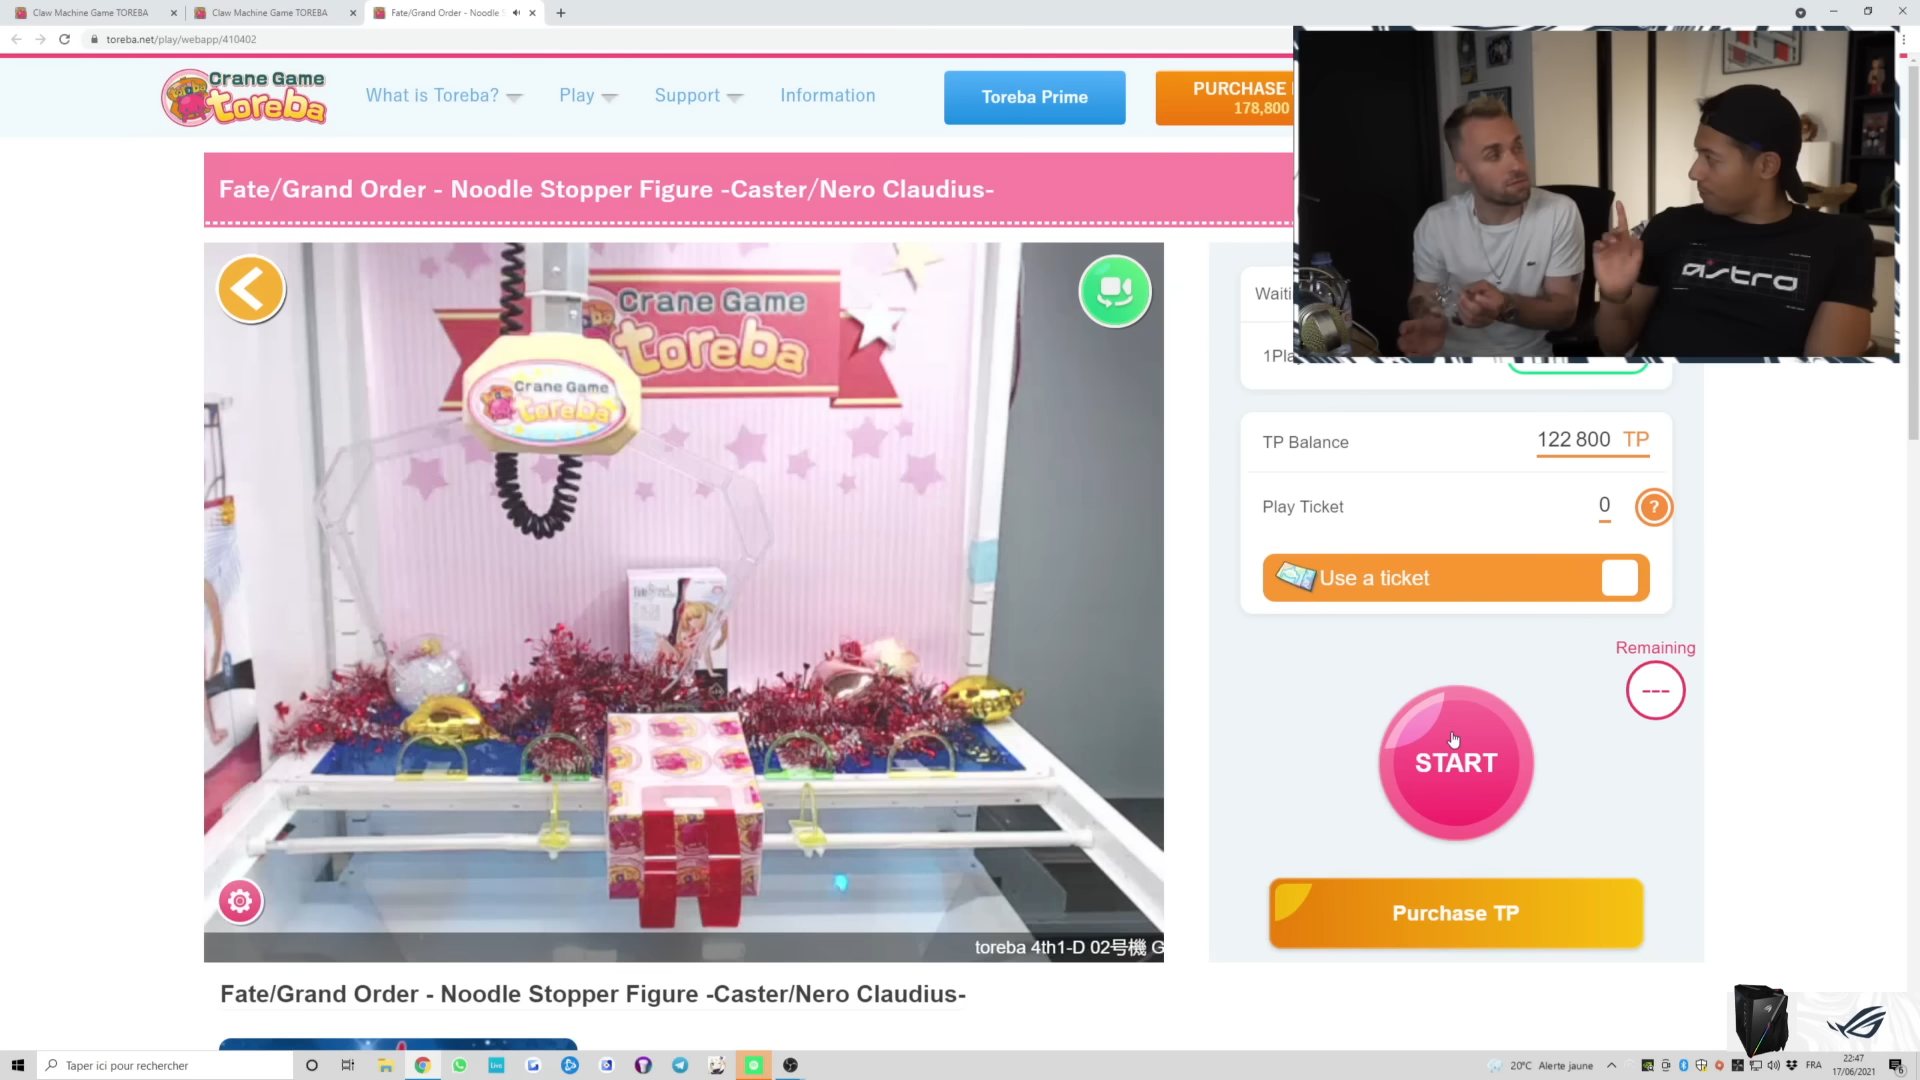 Claw Machine Game TOREBA
Claw Machine Game TOREBA
Fate/Grand Order - Noodle
toreba.net/play/webapp/410402
Crane Game
toreba
What is Toreba?
Play
Support
Information
Toreba Prime
PURCHASE
178,800
Fate/Grand Order - Noodle Stopper Figure -Caster/Nero Claudius-
astro
Crane Game
toreba
Crane Game
toreba
Waiti
1Pla
TP Balance
122 800 TP
Play Ticket
0
?
Use a ticket
Remaining
---
START
Purchase TP
toreba 4th1-D 02号機 G
Fate/Grand Order - Noodle Stopper Figure -Caster/Nero Claudius-
Taper ici pour rechercher
Live
20°C Alerte jaune
FRA
22:47
17/06/2021